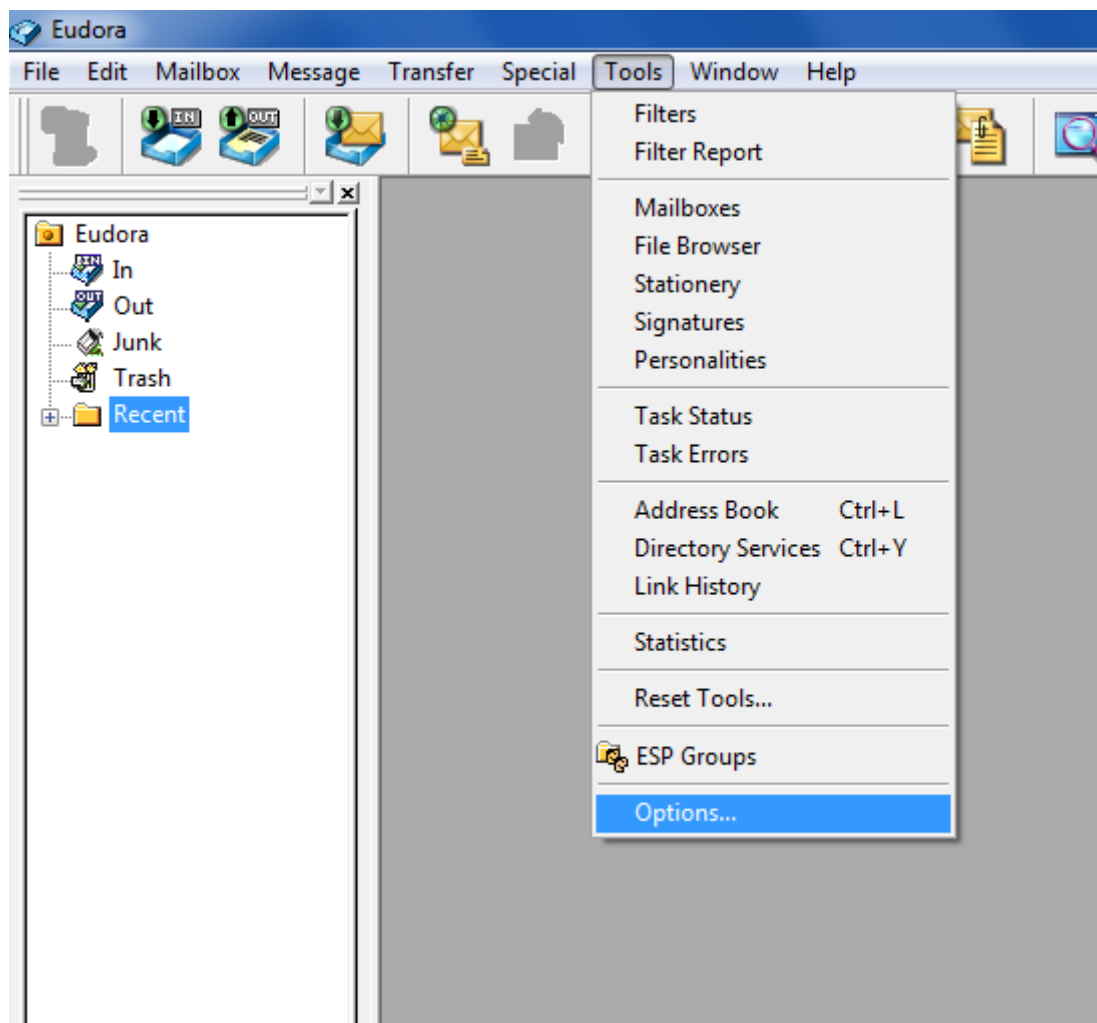 Eudora
File Edit Mailbox Message Transfer Special Tools Window Help
IN OUT
Eudora
In
Out
Junk
Trash
Recent
Filters
Filter Report
Mailboxes
File Browser
Stationery
Signatures
Personalities
Task Status
Task Errors
Address Book Ctrl+L
Directory Services Ctrl+Y
Link History
Statistics
Reset Tools...
ESP Groups
Options...